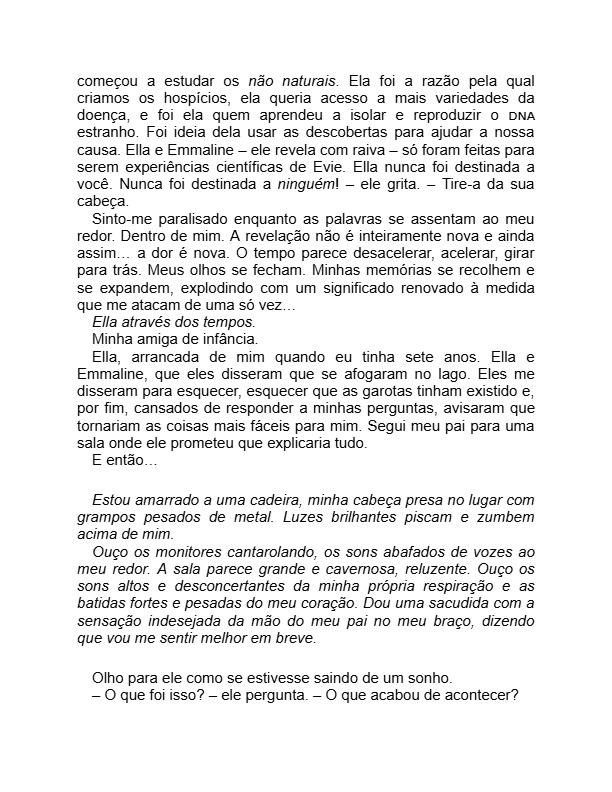 começou a estudar os não naturais. Ela foi a razão pela qual
criamos os hospícios, ela queria acesso a mais variedades da
doença, e foi ela quem aprendeu a isolar e reproduzir o DNA
estranho. Foi ideia dela usar as descobertas para ajudar a nossa
causa. Ella e Emmaline – ele revela com raiva – só foram feitas para
serem experiências científicas de Evie. Ella nunca foi destinada a
você. Nunca foi destinada a ninguém! – ele grita. – Tire-a da sua
cabeça.
Sinto-me paralisado enquanto as palavras se assentam ao meu
redor. Dentro de mim. A revelação não é inteiramente nova e ainda
assim… a dor é nova. O tempo parece desacelerar, acelerar, girar
para trás. Meus olhos se fecham. Minhas memórias se recolhem e
se expandem, explodindo com um significado renovado à medida
que me atacam de uma só vez…
Ella através dos tempos.
Minha amiga de infância.
Ella, arrancada de mim quando eu tinha sete anos. Ella e
Emmaline, que eles disseram que se afogaram no lago. Eles me
disseram para esquecer, esquecer que as garotas tinham existido e,
por fim, cansados de responder a minhas perguntas, avisaram que
tornariam as coisas mais fáceis para mim. Segui meu pai para uma
sala onde ele prometeu que explicaria tudo.
E então…
Estou amarrado a uma cadeira, minha cabeça presa no lugar com
grampos pesados de metal. Luzes brilhantes piscam e zumbem
acima de mim.
Ouço os monitores cantarolando, os sons abafados de vozes ao
meu redor. A sala parece grande e cavernosa, reluzente. Ouço os
sons altos e desconcertantes da minha própria respiração e as
batidas fortes e pesadas do meu coração. Dou uma sacudida com a
sensação indesejada da mão do meu pai no meu braço, dizendo
que vou me sentir melhor em breve.
Olho para ele como se estivesse saindo de um sonho.
– O que foi isso? – ele pergunta. – O que acabou de acontecer?